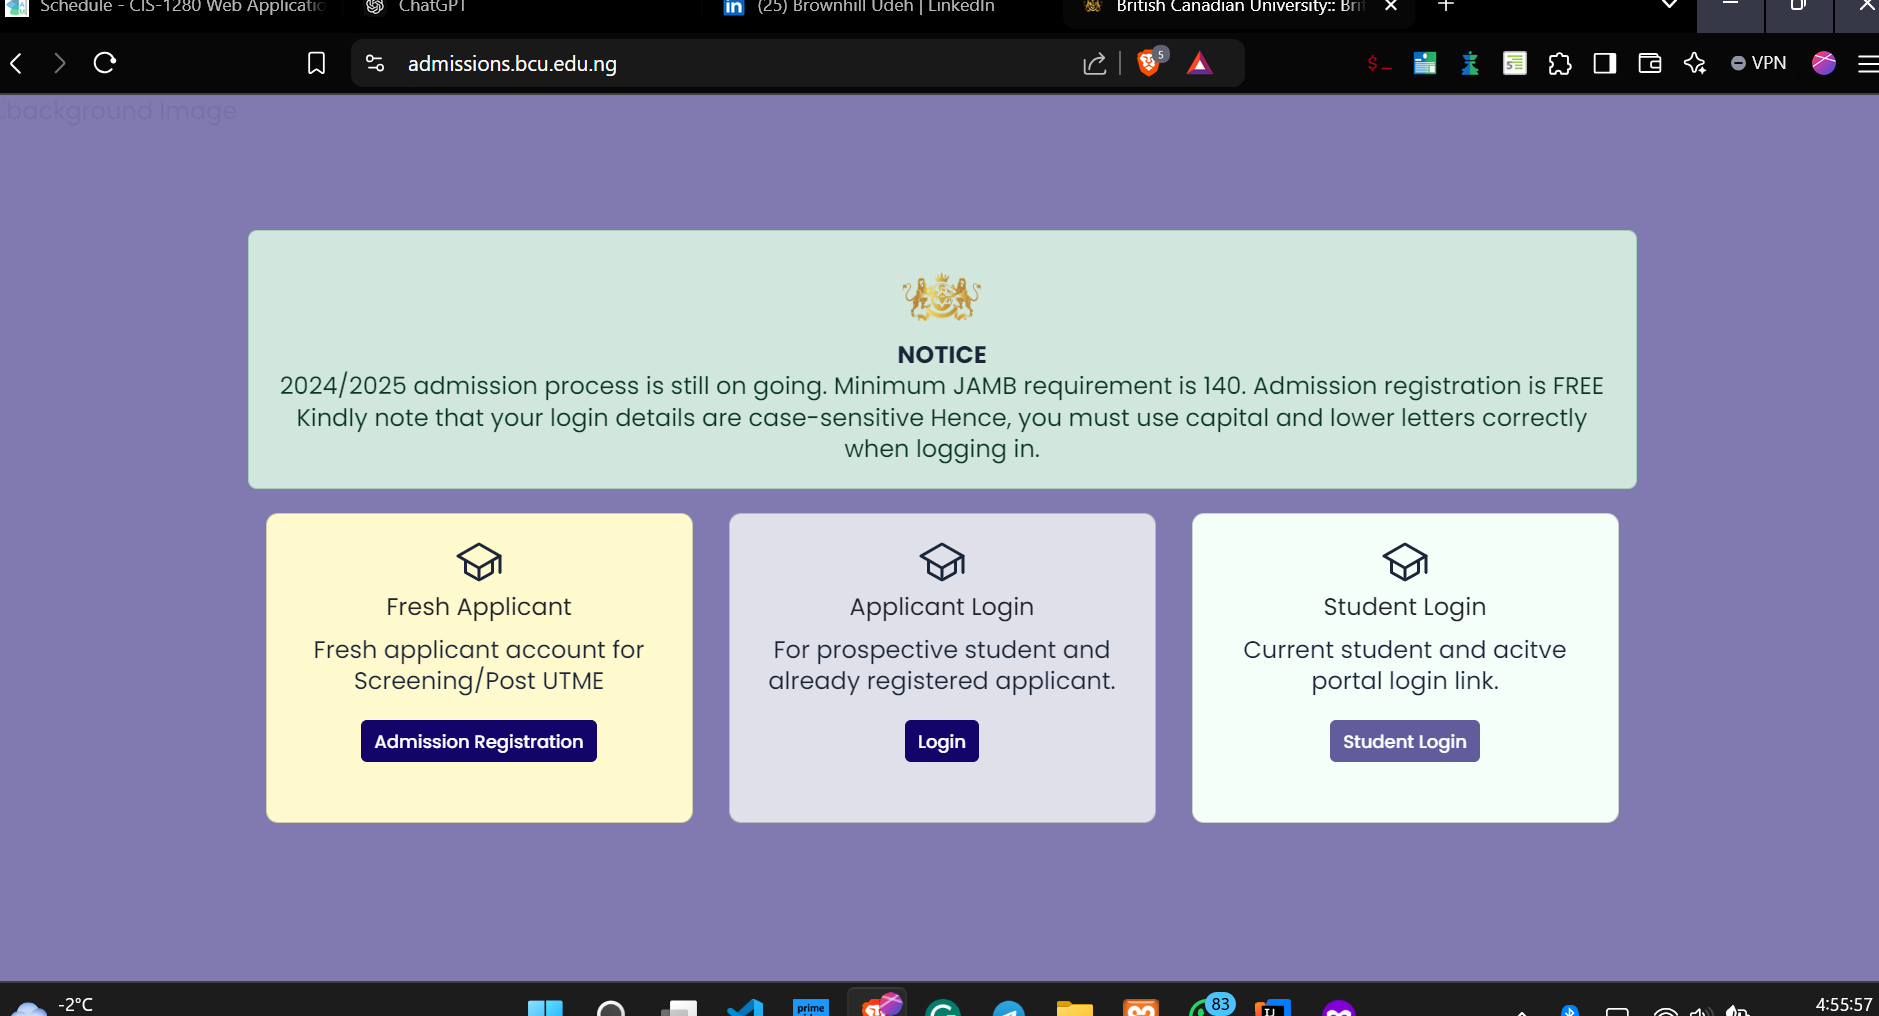 Schedule - CIS-1280 Web Applicatio
ChatGPT
(25) Brownhill Udeh | LinkedIn
British Canadian University:: Brit
admissions.bcu.edu.ng
5
VPN
background Image
NOTICE
2024/2025 admission process is still on going. Minimum JAMB requirement is 140. Admission registration is FREE
Kindly note that your login details are case-sensitive Hence, you must use capital and lower letters correctly
when logging in.
Fresh Applicant
Fresh applicant account for
Screening/Post UTME
Admission Registration
Applicant Login
For prospective student and
already registered applicant.
Login
Student Login
Current student and acitve
portal login link.
Student Login
-2°C
prime
83
4:55:57